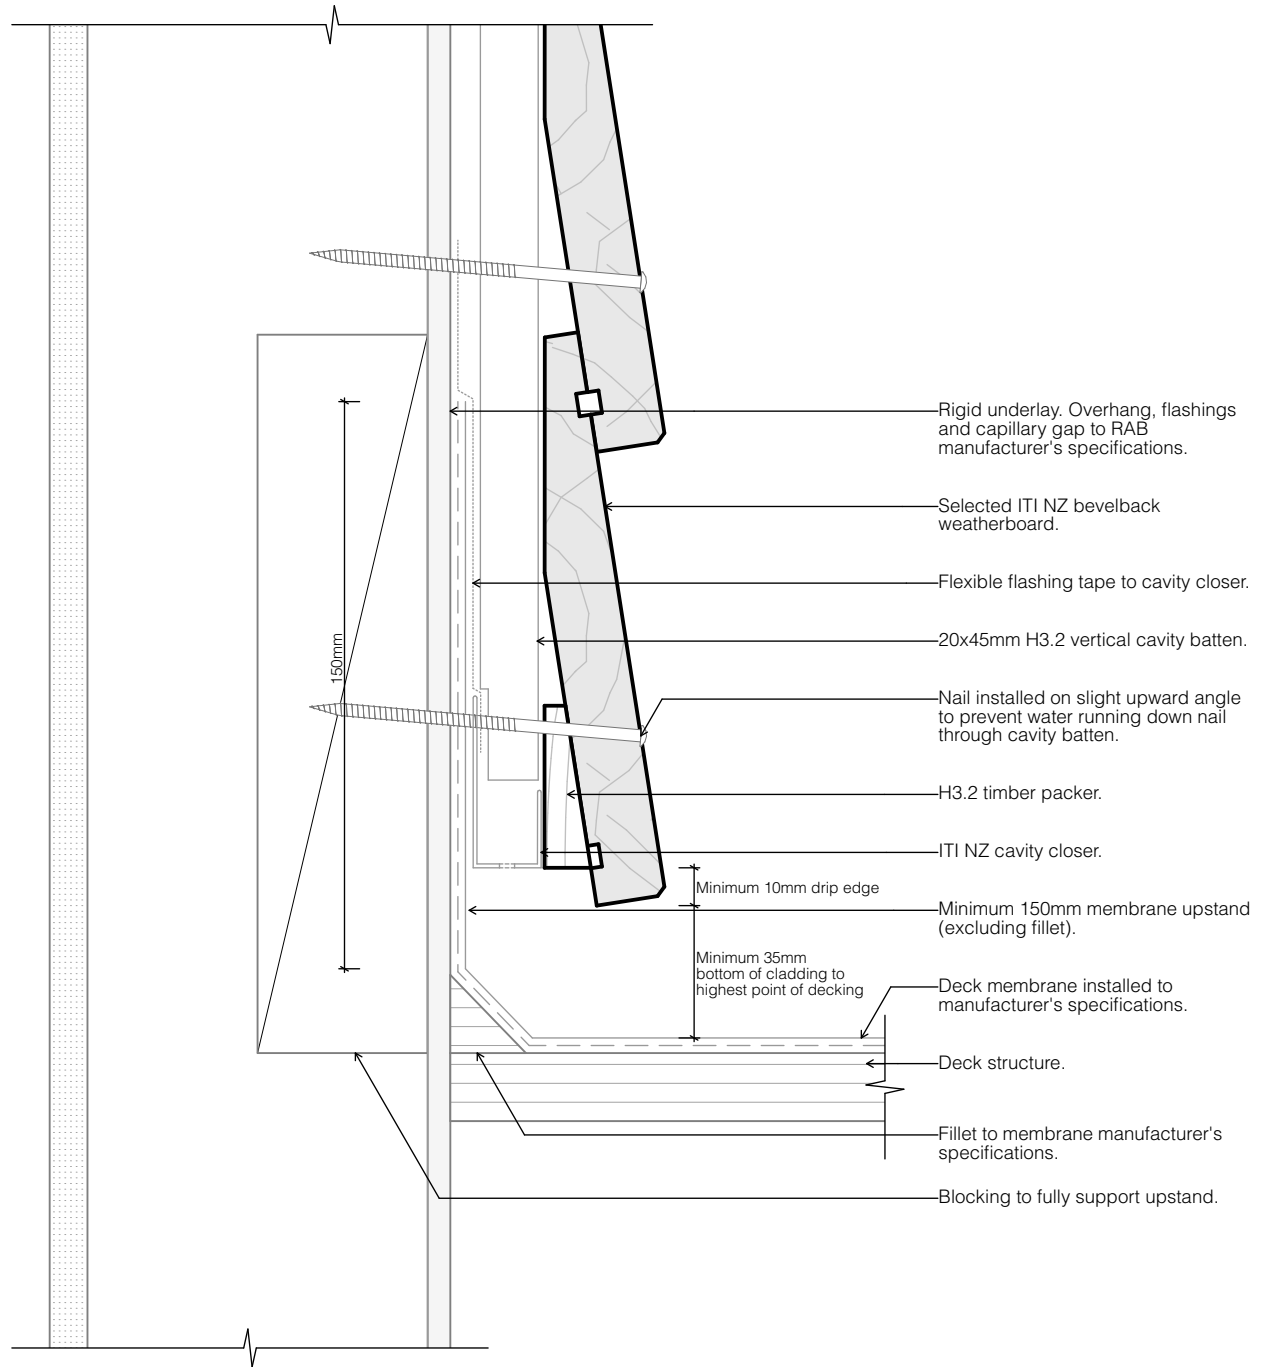 Rigid underlay. Overhang, flashings
and capillary gap to RAB
manufacturer's specifications.
Selected ITI NZ bevelback
weatherboard.
Flexible flashing tape to cavity closer.
20x45mm H3.2 vertical cavity batten.
150mm
Nail installed on slight upward angle
to prevent water running down nail
through cavity batten.
H3.2 timber packer.
ITI NZ cavity closer.
Minimum 10mm drip edge
Minimum 150mm membrane upstand
(excluding fillet).
Minimum 35mm
bottom of cladding to
highest point of decking
Deck membrane installed to
manufacturer's specifications.
Deck structure.
Fillet to membrane manufacturer's
specifications.
Blocking to fully support upstand.